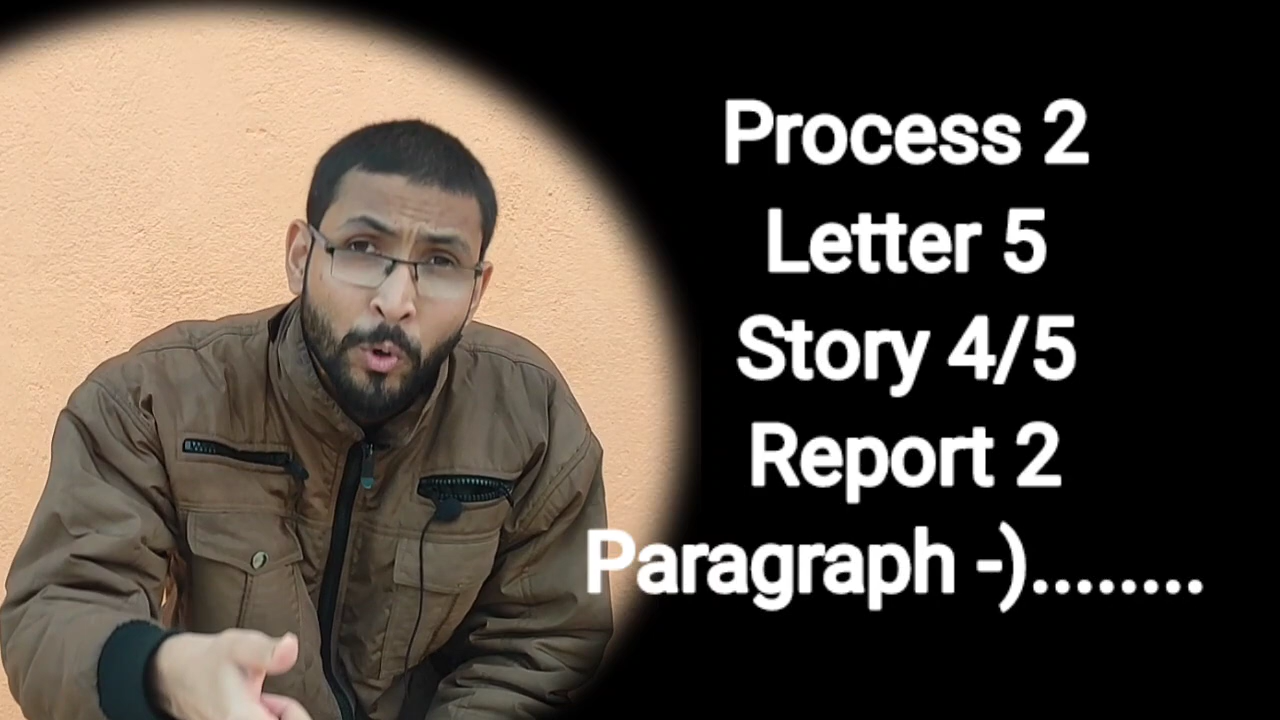 Process 2
Letter 5
Story 4/5
Report 2
Paragraph -)........